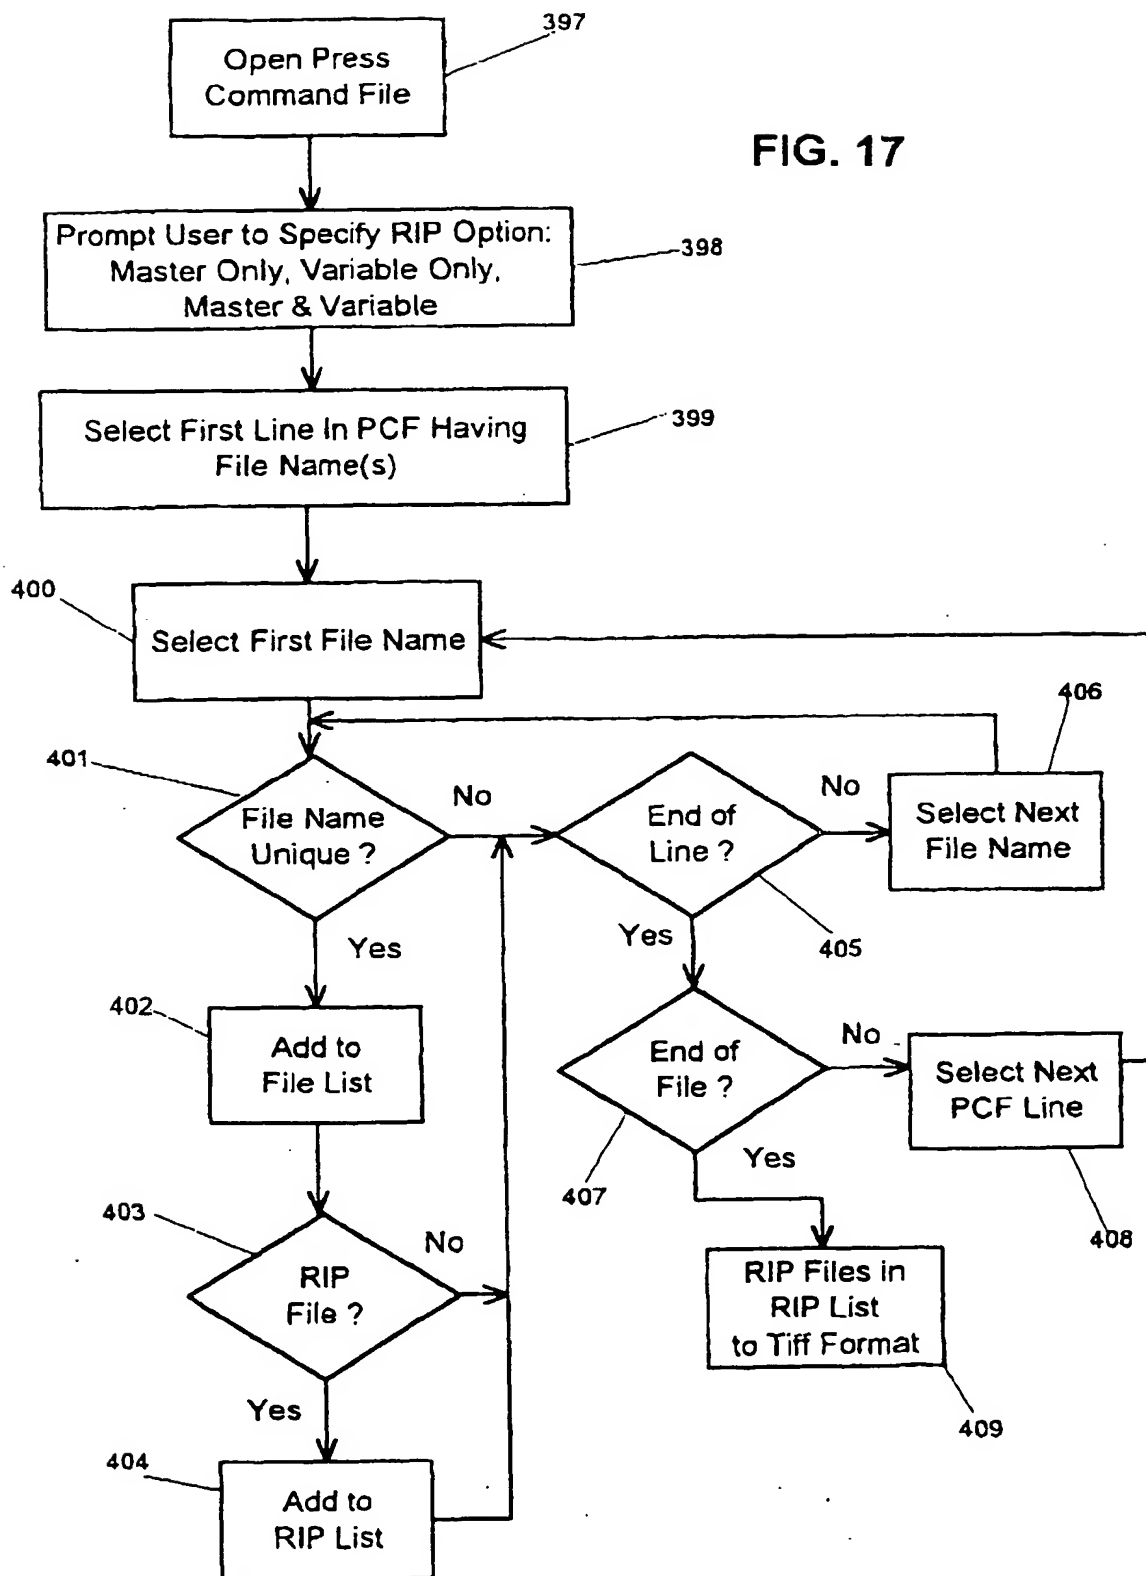 397
Open Press
Command File
FIG. 17
Prompt User to Specify RIP Option:
Master Only, Variable Only,
Master & Variable
398
Select First Line In PCF Having
File Name(s)
399
400
Select First File Name
406
401
File Name
Unique ?
No
End of
Line ?
No
Select Next
File Name
Yes
Yes
405
402
Add to
File List
End of
File ?
No
Select Next
PCF Line
407
Yes
408
403
RIP
File ?
No
RIP Files in
RIP List
to Tiff Format
Yes
409
404
Add to
RIP List